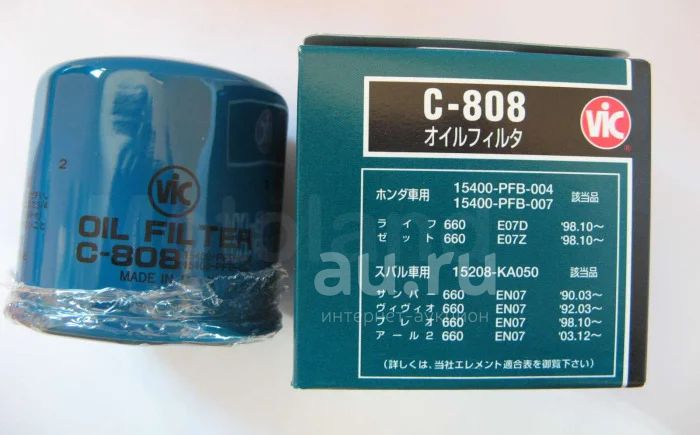 2
VIC
OIL FILTER
C-808
MADE IN
C-808
オイルフィルタ
VIC
®
ホンダ車用 15400-PFB-004 該当品
15400-PFB-007
ライフ 660 E07D '98.10～
ゼット 660 E07Z '98.10～
スバル車用 15208-KA050 該当品
サンバー 660 EN07 '90.03～
ヴィヴィオ 660 EN07 '92.03～
プレオ 660 EN07 '98.10～
アール2 660 EN07 '03.12～
（詳しくは、当社エレメント適合表を御覧下さい）
Autoland
au.ru
интернет-аукцион